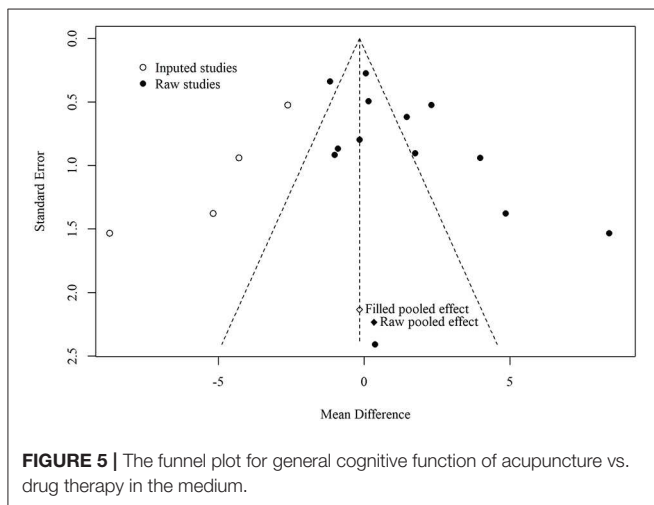 0.0
0.5
1.0
1.5
2.0
2.5
Standard Error
Inputed studies
Raw studies
Filled pooled effect
Raw pooled effect
-5
0
5
Mean Difference
FIGURE 5 | The funnel plot for general cognitive function of acupuncture vs.
drug therapy in the medium.